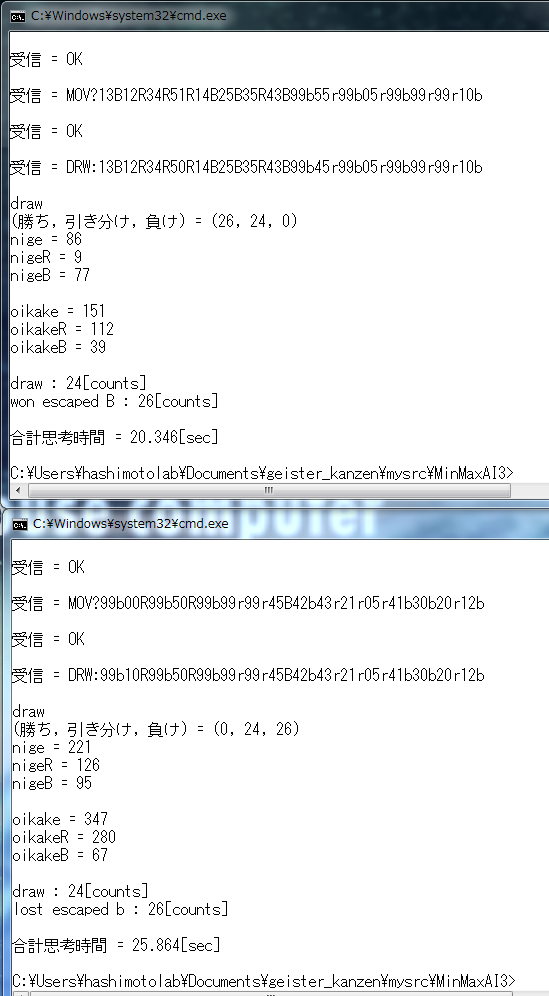 C:¥Windows¥system32¥cmd.exe
受信 = OK
受信 = MOV?13B12R34R51R14B25B35R43B99b55r99b05r99b99r99r10b
受信 = OK
受信 = DRW:13B12R34R50R14B25B35R43B99b45r99b05r99b99r99r10b
draw
(勝ち, 引き分け, 負け) = (26, 24, 0)
nige = 86
nigeR = 9
nigeB = 77
oikake = 151
oikakeR = 112
oikakeB = 39
draw : 24[counts]
won escaped B : 26[counts]
合計思考時間 = 20.346[sec]
C:¥Users¥hashimotolab¥Documents¥geister_kanzen¥mysrc¥MinMaxAI3>
computer
C:¥Windows¥system32¥cmd.exe
受信 = OK
受信 = MOV?99b00R99b50R99b99r99r45B42b43r21r05r41b30b20r12b
受信 = OK
受信 = DRW:99b10R99b50R99b99r99r45B42b43r21r05r41b30b20r12b
draw
(勝ち, 引き分け, 負け) = (0, 24, 26)
nige = 221
nigeR = 126
nigeB = 95
oikake = 347
oikakeR = 280
oikakeB = 67
draw : 24[counts]
lost escaped b : 26[counts]
合計思考時間 = 25.864[sec]
C:¥Users¥hashimotolab¥Documents¥geister_kanzen¥mysrc¥MinMaxAI3>